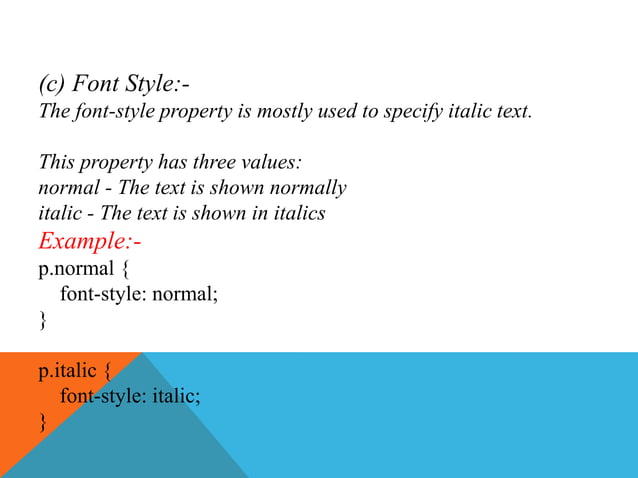 (c) Font Style:-
The font-style property is mostly used to specify italic text.
This property has three values:
normal - The text is shown normally
italic - The text is shown in italics
Example:-
p.normal {
font-style: normal;
}
p.italic {
font-style: italic;
}